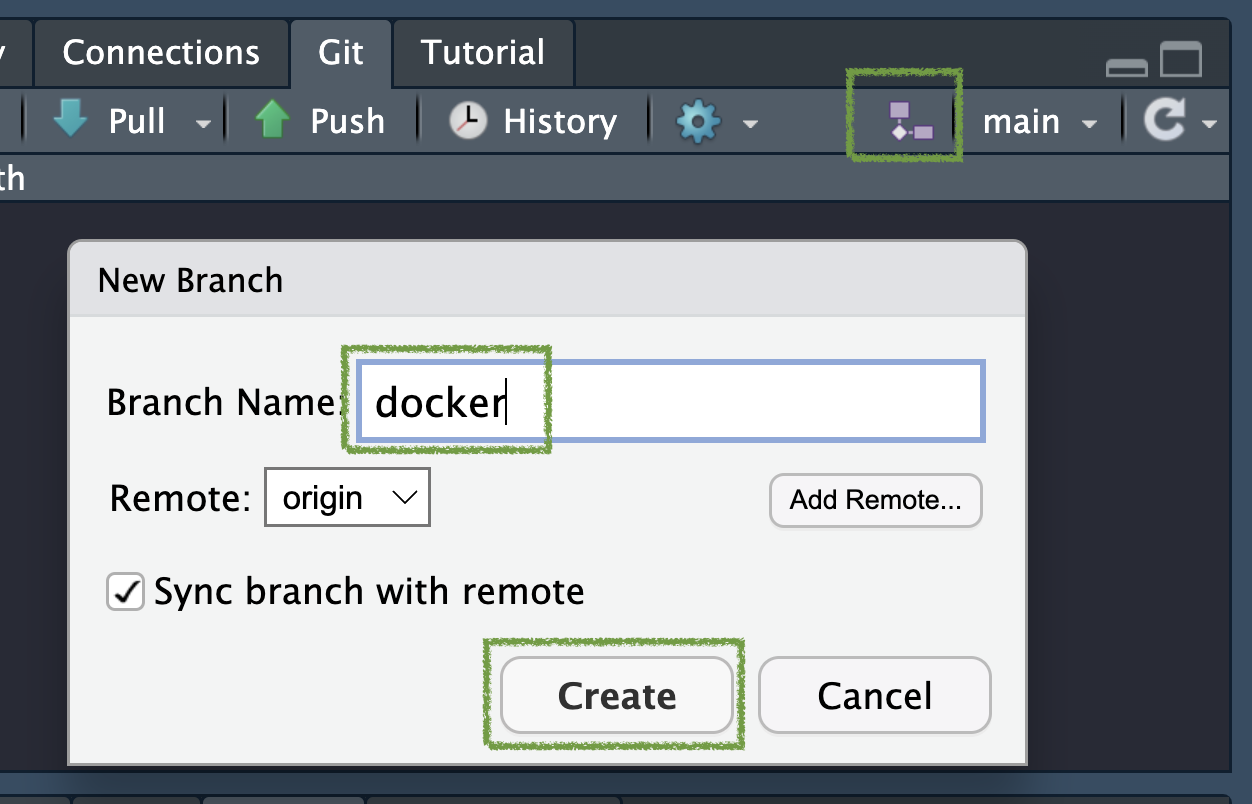 Connections Git Tutorial
Pull Push History main
th
New Branch
Branch Name: docker
Remote: origin Add Remote...
Sync branch with remote
Create Cancel